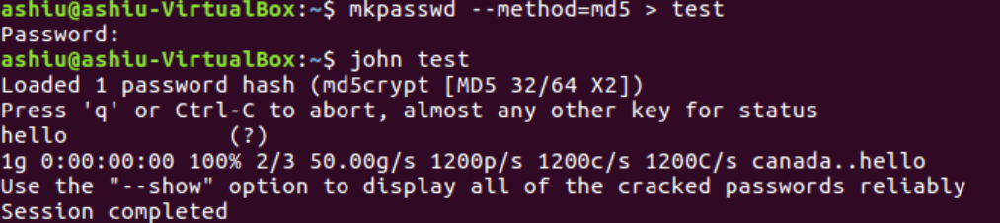 ashiu@ashiu-VirtualBox:~$ mkpasswd --method=md5 > test
Password:
ashiu@ashiu-VirtualBox:~$ john test
Loaded 1 password hash (md5crypt [MD5 32/64 X2])
Press 'q' or Ctrl-C to abort, almost any other key for status
hello            (?)
1g 0:00:00:00 100% 2/3 50.00g/s 1200p/s 1200c/s 1200C/s canada..hello
Use the "--show" option to display all of the cracked passwords reliably
Session completed